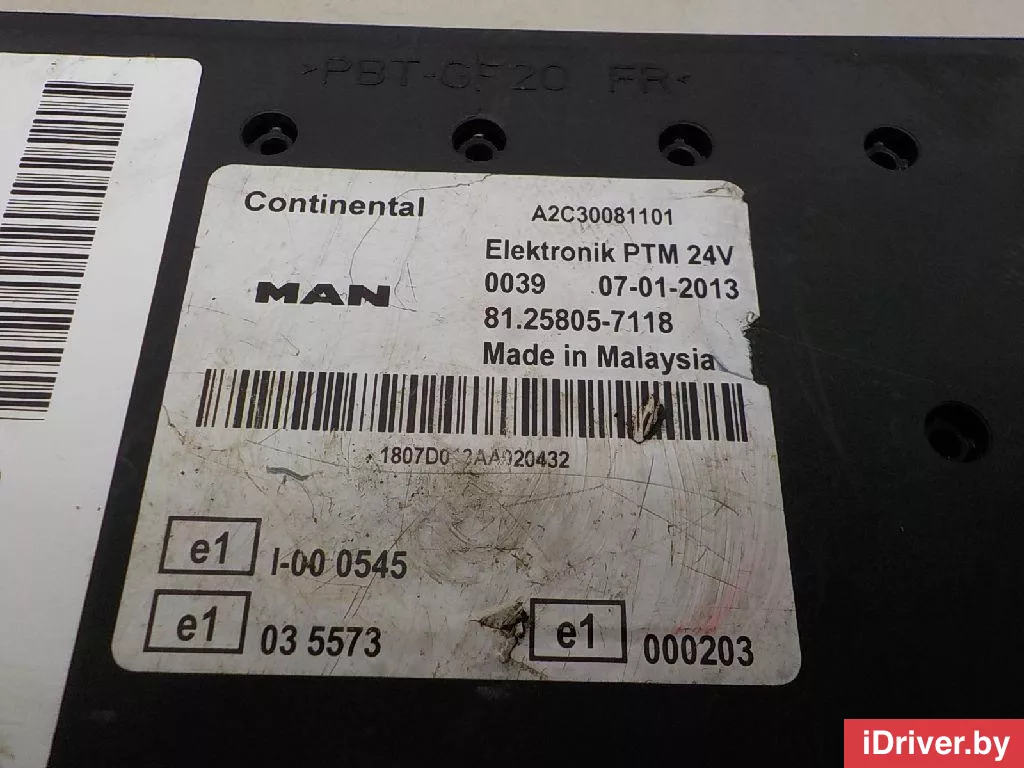 >PBT-GF20 FR<
Continental
A2C30081101
Elektronik PTM 24V
MAN
0039 07-01-2013
81.25805-7118
Made in Malaysia
e1 I-00 0545
e1 03 5573
e1 000203
iDriver.by